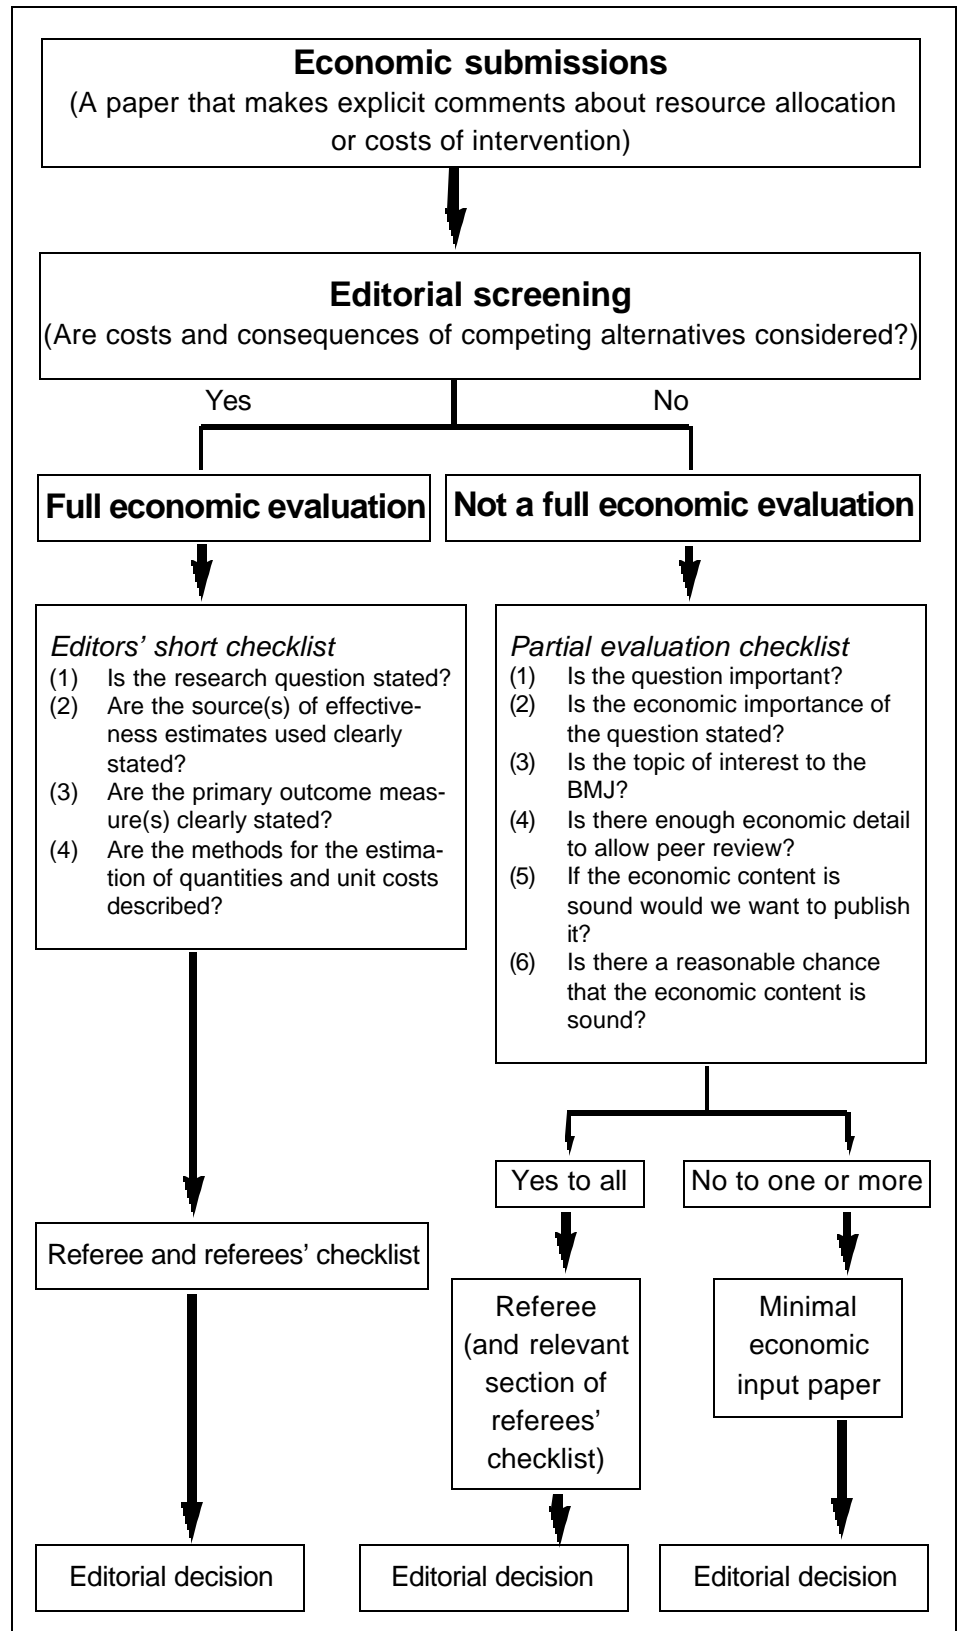 Economic submissions
(A paper that makes explicit comments about resource allocation
or costs of intervention)
Editorial screening
(Are costs and consequences of competing alternatives considered?)
Yes
No
Full economic evaluation
Not a full economic evaluation
Editors’ short checklist
(1) Is the research question stated?
(2) Are the source(s) of effective-
ness estimates used clearly
stated?
(3) Are the primary outcome meas-
ure(s) clearly stated?
(4) Are the methods for the estima-
tion of quantities and unit costs
described?
Partial evaluation checklist
(1) Is the question important?
(2) Is the economic importance of
the question stated?
(3) Is the topic of interest to the
BMJ?
(4) Is there enough economic detail
to allow peer review?
(5) If the economic content is
sound would we want to publish
it?
(6) Is there a reasonable chance
that the economic content is
sound?
Yes to all
No to one or more
Referee and referees’ checklist
Referee
(and relevant
section of
referees’
checklist)
Minimal
economic
input paper
Editorial decision
Editorial decision
Editorial decision